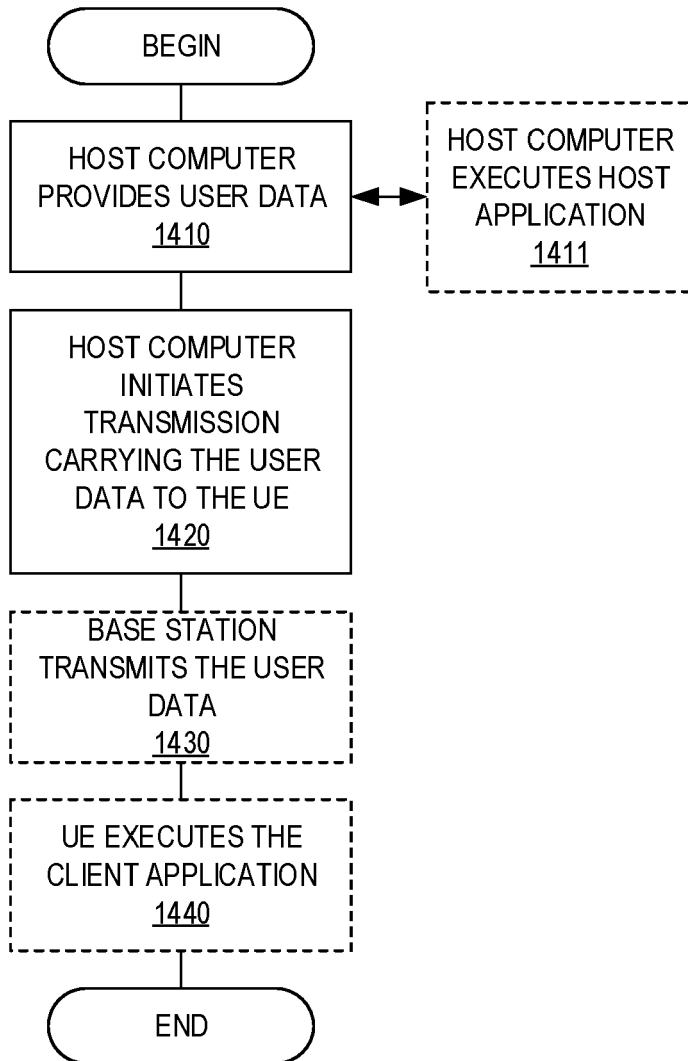 BEGIN
HOST COMPUTER
PROVIDES USER DATA
1410
HOST COMPUTER
EXECUTES HOST
APPLICATION
1411
HOST COMPUTER
INITIATES
TRANSMISSION
CARRYING THE USER
DATA TO THE UE
1420
BASE STATION
TRANSMITS THE USER
DATA
1430
UE EXECUTES THE
CLIENT APPLICATION
1440
END